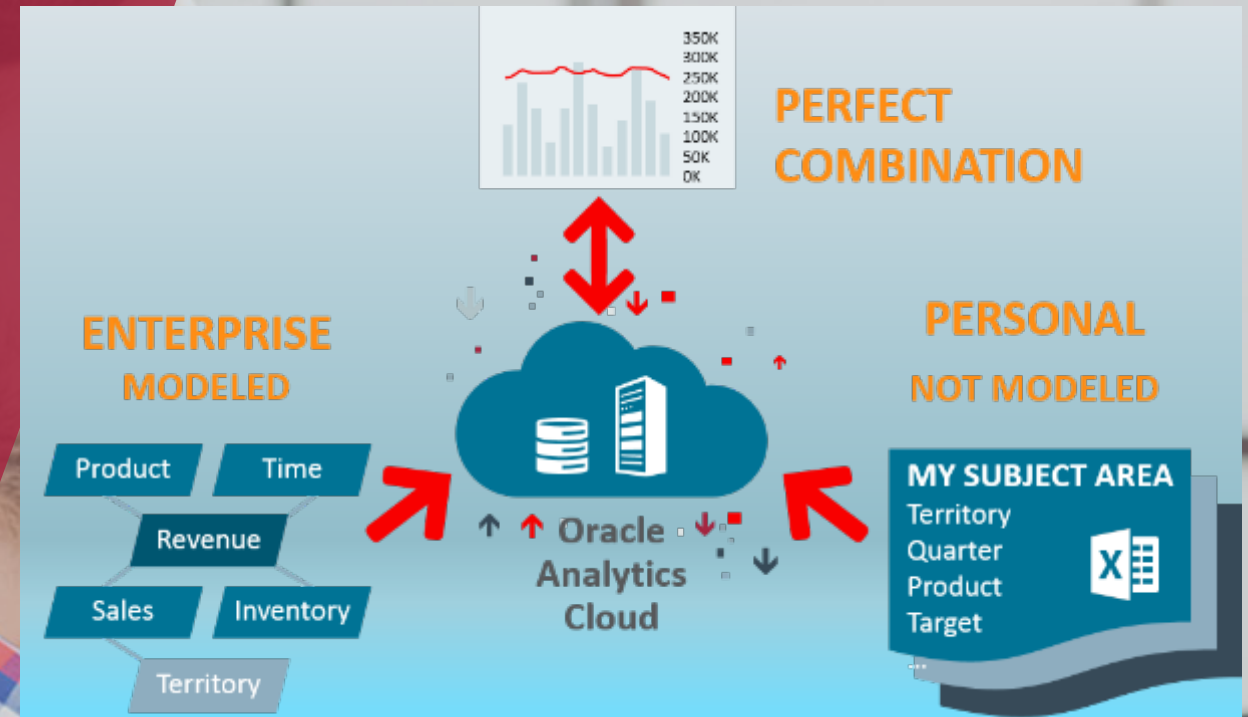 350K
300K
250K
200K
150K
100K
50K
0K
PERFECT
COMBINATION
ENTERPRISE
MODELED
Product
Time
Revenue
Sales
Inventory
Territory
Oracle
Analytics
Cloud
PERSONAL
NOT MODELED
MY SUBJECT AREA
Territory
Quarter
Product
Target
...
X